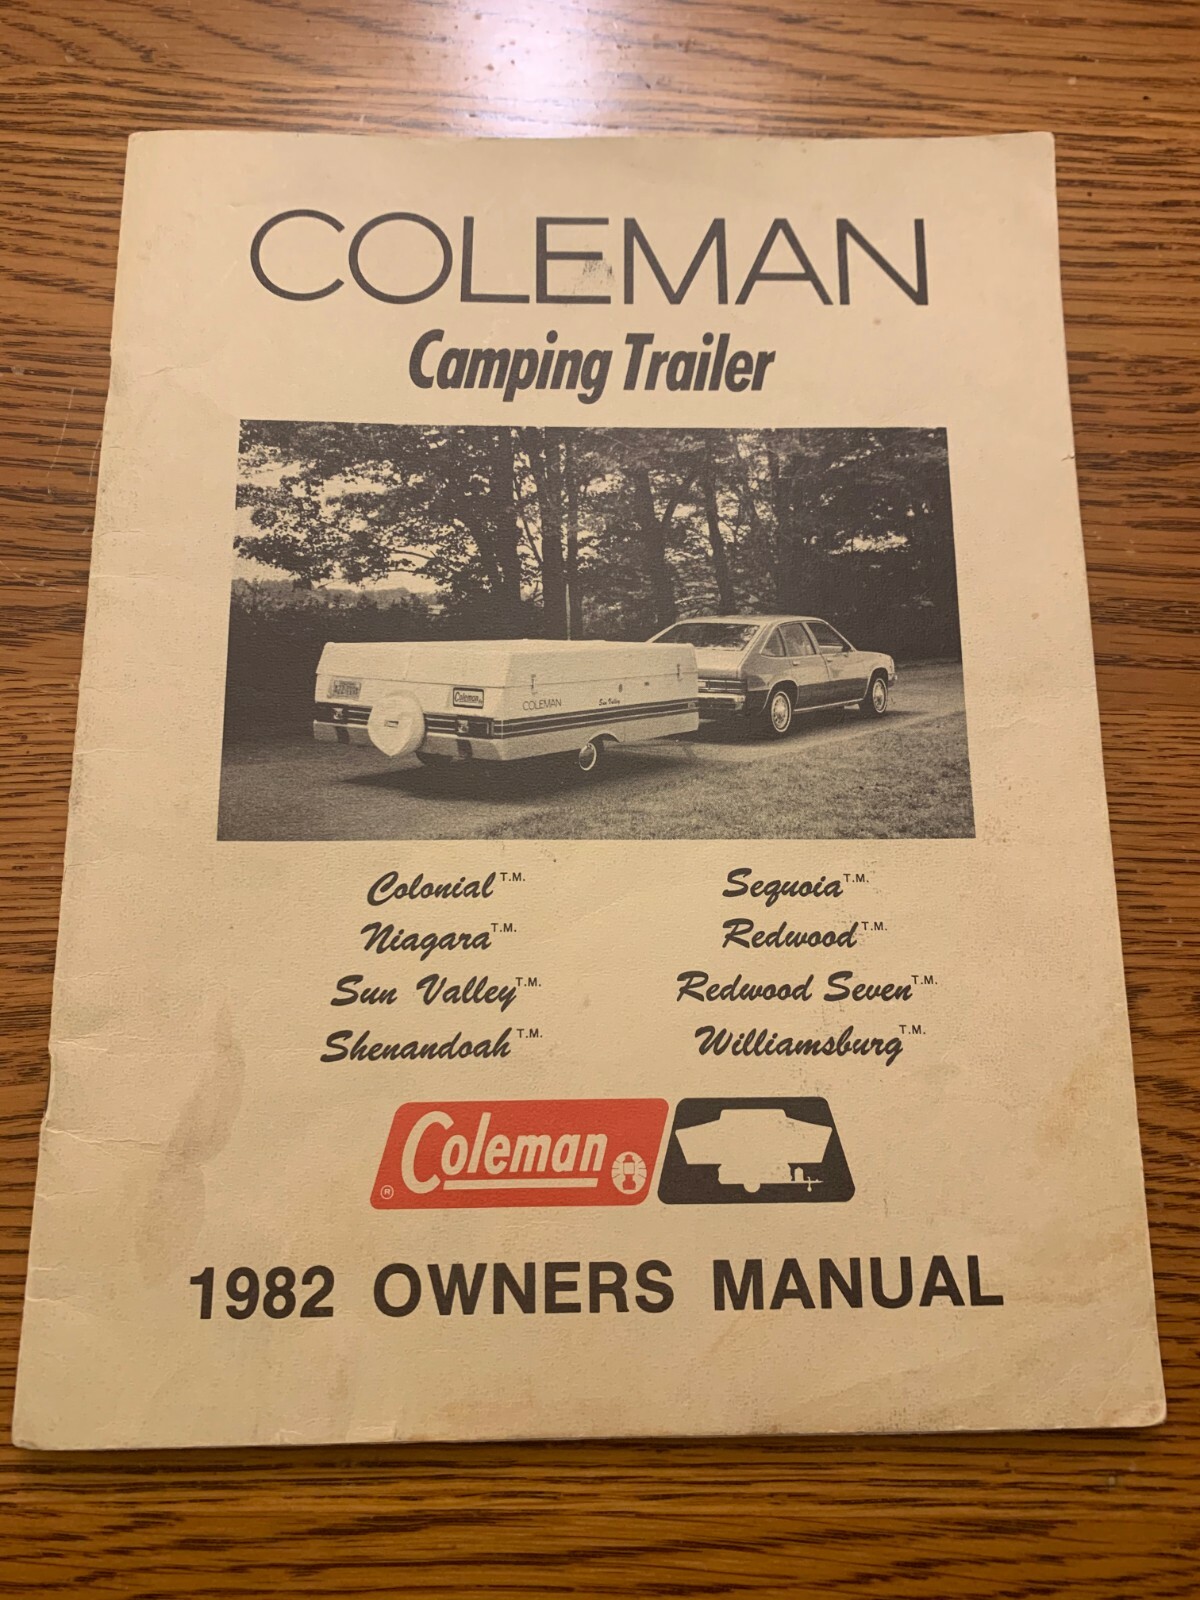 COLEMAN
Camping Trailer
Coleman
COLEMAN
Sun Valley
Colonial T.M.
Niagara T.M.
Sun Valley T.M.
Shenandoah T.M.
Sequoia T.M.
Redwood T.M.
Redwood Seven T.M.
Williamsburg T.M.
Coleman
®
1982 OWNERS MANUAL